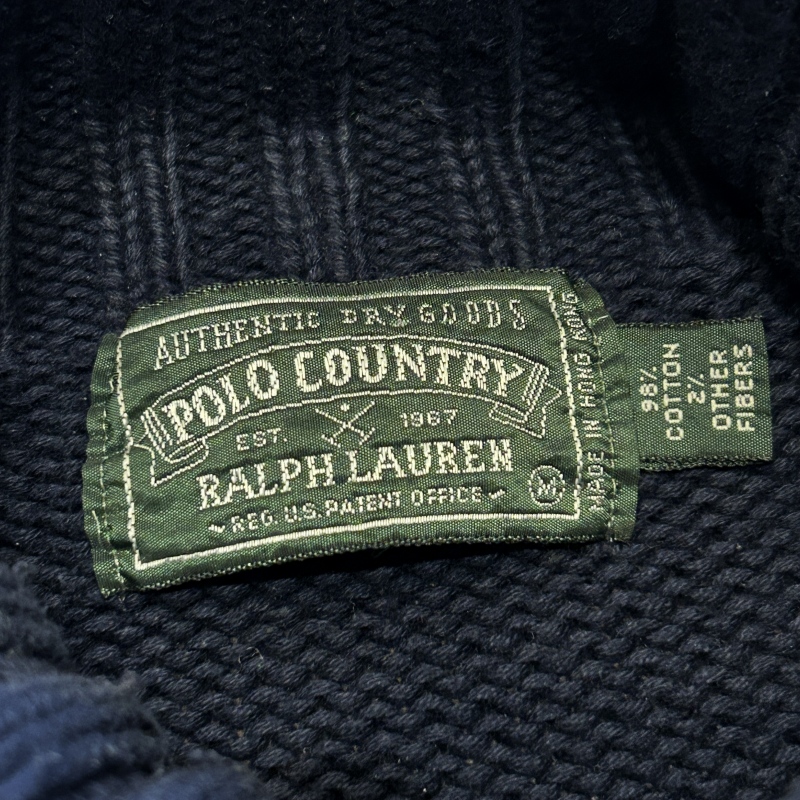 AUTHENTIC DRY GOODS
POLO COUNTRY
EST. 1967
RALPH LAUREN
REG. U.S. PATENT OFFICE
M
MADE IN HONG KONG
98%
COTTON
2%
OTHER
FIBERS